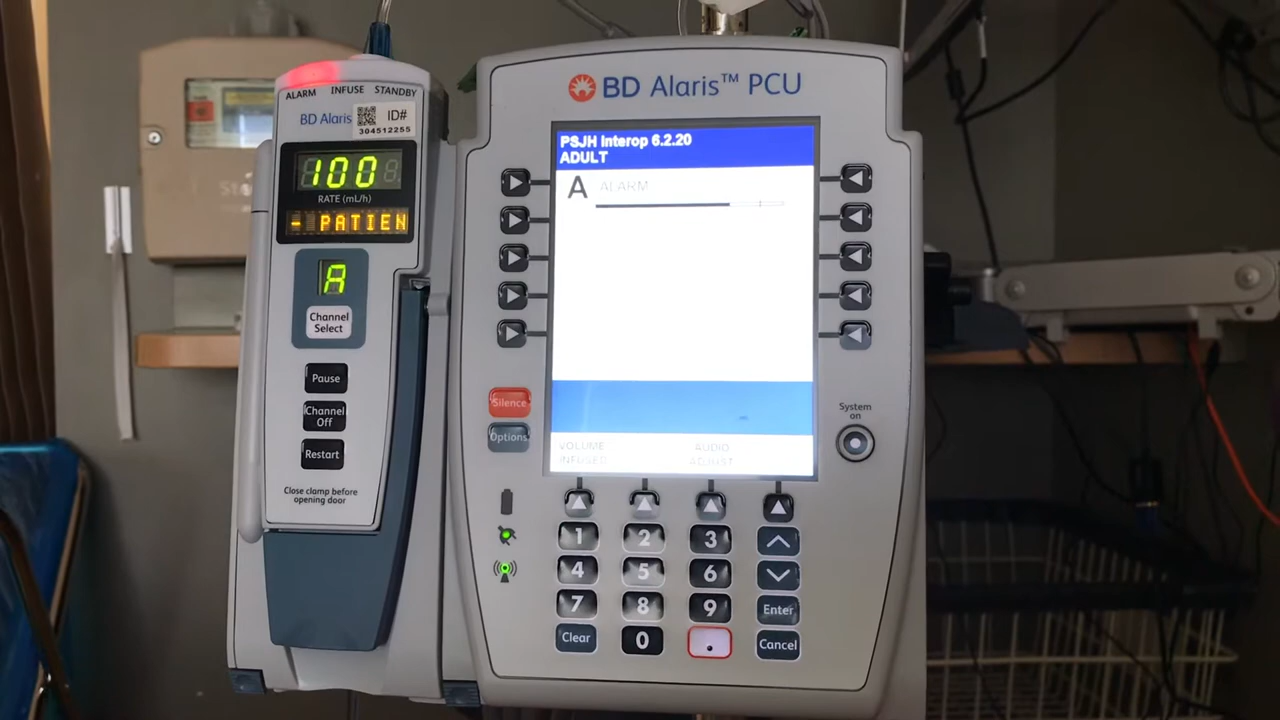 ALARM INFUSE STANDBY
BD Alaris
ID#
304512255
100
RATE (mL/h)
- PATIEN
A
Channel
Select
Pause
Channel
Off
Restart
Close clamp before
opening door
BD Alaris™ PCU
PSJH Interop 6.2.20
ADULT
A ALARM
Silence
Options
System
on
VOLUME
INFUSED
AUDIO
ADJUST
1 2 3
4 5 6
7 8 9 Enter
Clear 0 . Cancel